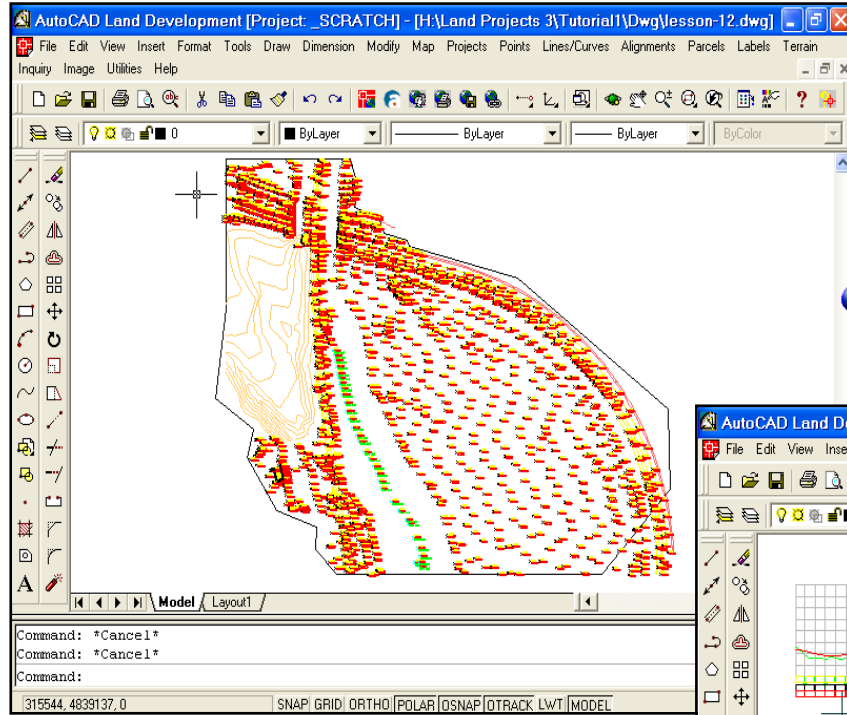 AutoCAD Land Development [Project: _SCRATCH] - [H:\Land Projects 3\Tutorial1\Dwg\lesson-12.dwg]
File Edit View Insert Format Tools Draw Dimension Modify Map Projects Points Lines/Curves Alignments Parcels Labels Terrain
Inquiry Image Utilities Help
0 ByLayer ByLayer ByLayer ByColor
A
Model Layout1
Command: *Cancel*
Command: *Cancel*
Command:
315544, 4839137, 0 SNAP GRID ORTHO POLAR OSNAP OTRACK LWT MODEL
AutoCAD Land De
File Edit View Inse